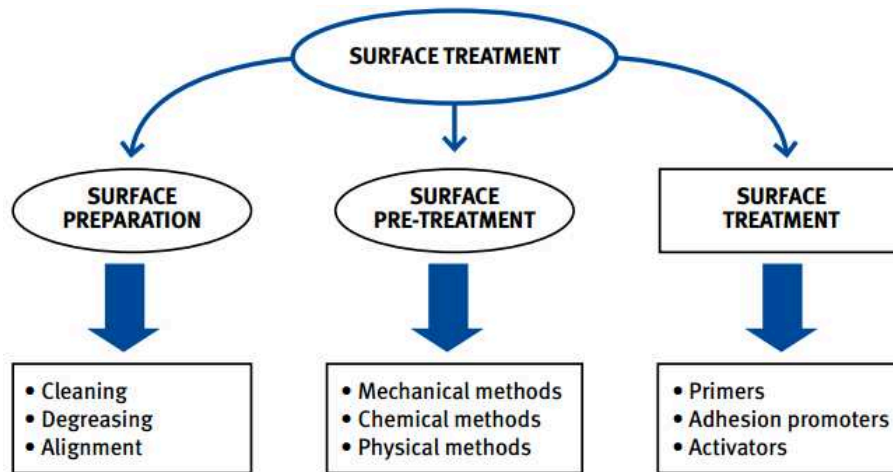 SURFACE TREATMENT
SURFACE
PREPARATION
SURFACE
PRE-TREATMENT
SURFACE
TREATMENT
• Cleaning
• Degreasing
• Alignment
• Mechanical methods
• Chemical methods
• Physical methods
• Primers
• Adhesion promoters
• Activators